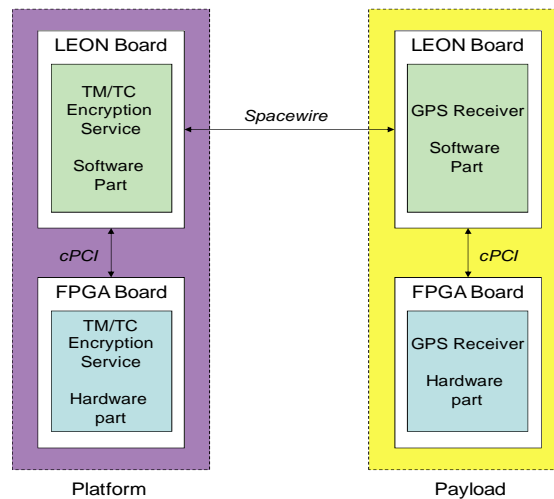 LEON Board
TM/TC
Encryption
Service
Software
Part
cPCI
FPGA Board
TM/TC
Encryption
Service
Hardware
part
Platform
Spacewire
LEON Board
GPS Receiver
Software
Part
cPCI
FPGA Board
GPS Receiver
Hardware
part
Payload